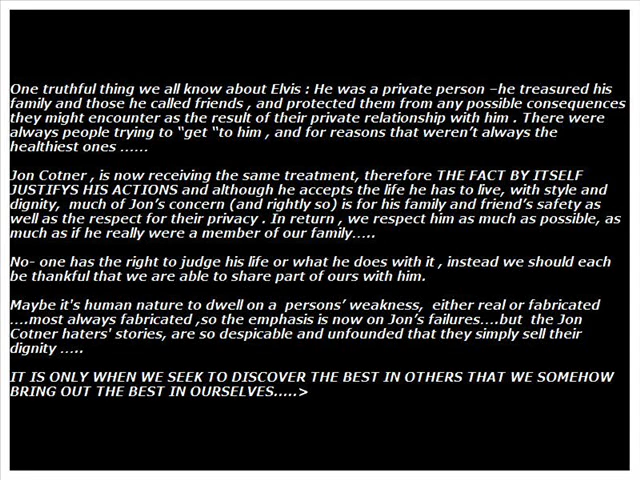 One truthful thing we all know about Elvis : He was a private person –he treasured his
family and those he called friends , and protected them from any possible consequences
they might encounter as the result of their private relationship with him . There were
always people trying to “get “to him , and for reasons that weren’t always the
healthiest ones ......
Jon Cotner , is now receiving the same treatment, therefore THE FACT BY ITSELF
JUSTIFYS HIS ACTIONS and although he accepts the life he has to live, with style and
dignity,  much of Jon’s concern (and rightly so) is for his family and friend’s safety as
well as the respect for their privacy . In return , we respect him as much as possible, as
much as if he really were a member of our family.....
No- one has the right to judge his life or what he does with it , instead we should each
be thankful that we are able to share part of ours with him.
Maybe it's human nature to dwell on a  persons’ weakness,  either real or fabricated
....most always fabricated ,so the emphasis is now on Jon’s failures....but  the Jon
Cotner haters' stories, are so despicable and unfounded that they simply sell their
dignity .....
IT IS ONLY WHEN WE SEEK TO DISCOVER THE BEST IN OTHERS THAT WE SOMEHOW
BRING OUT THE BEST IN OURSELVES.....>